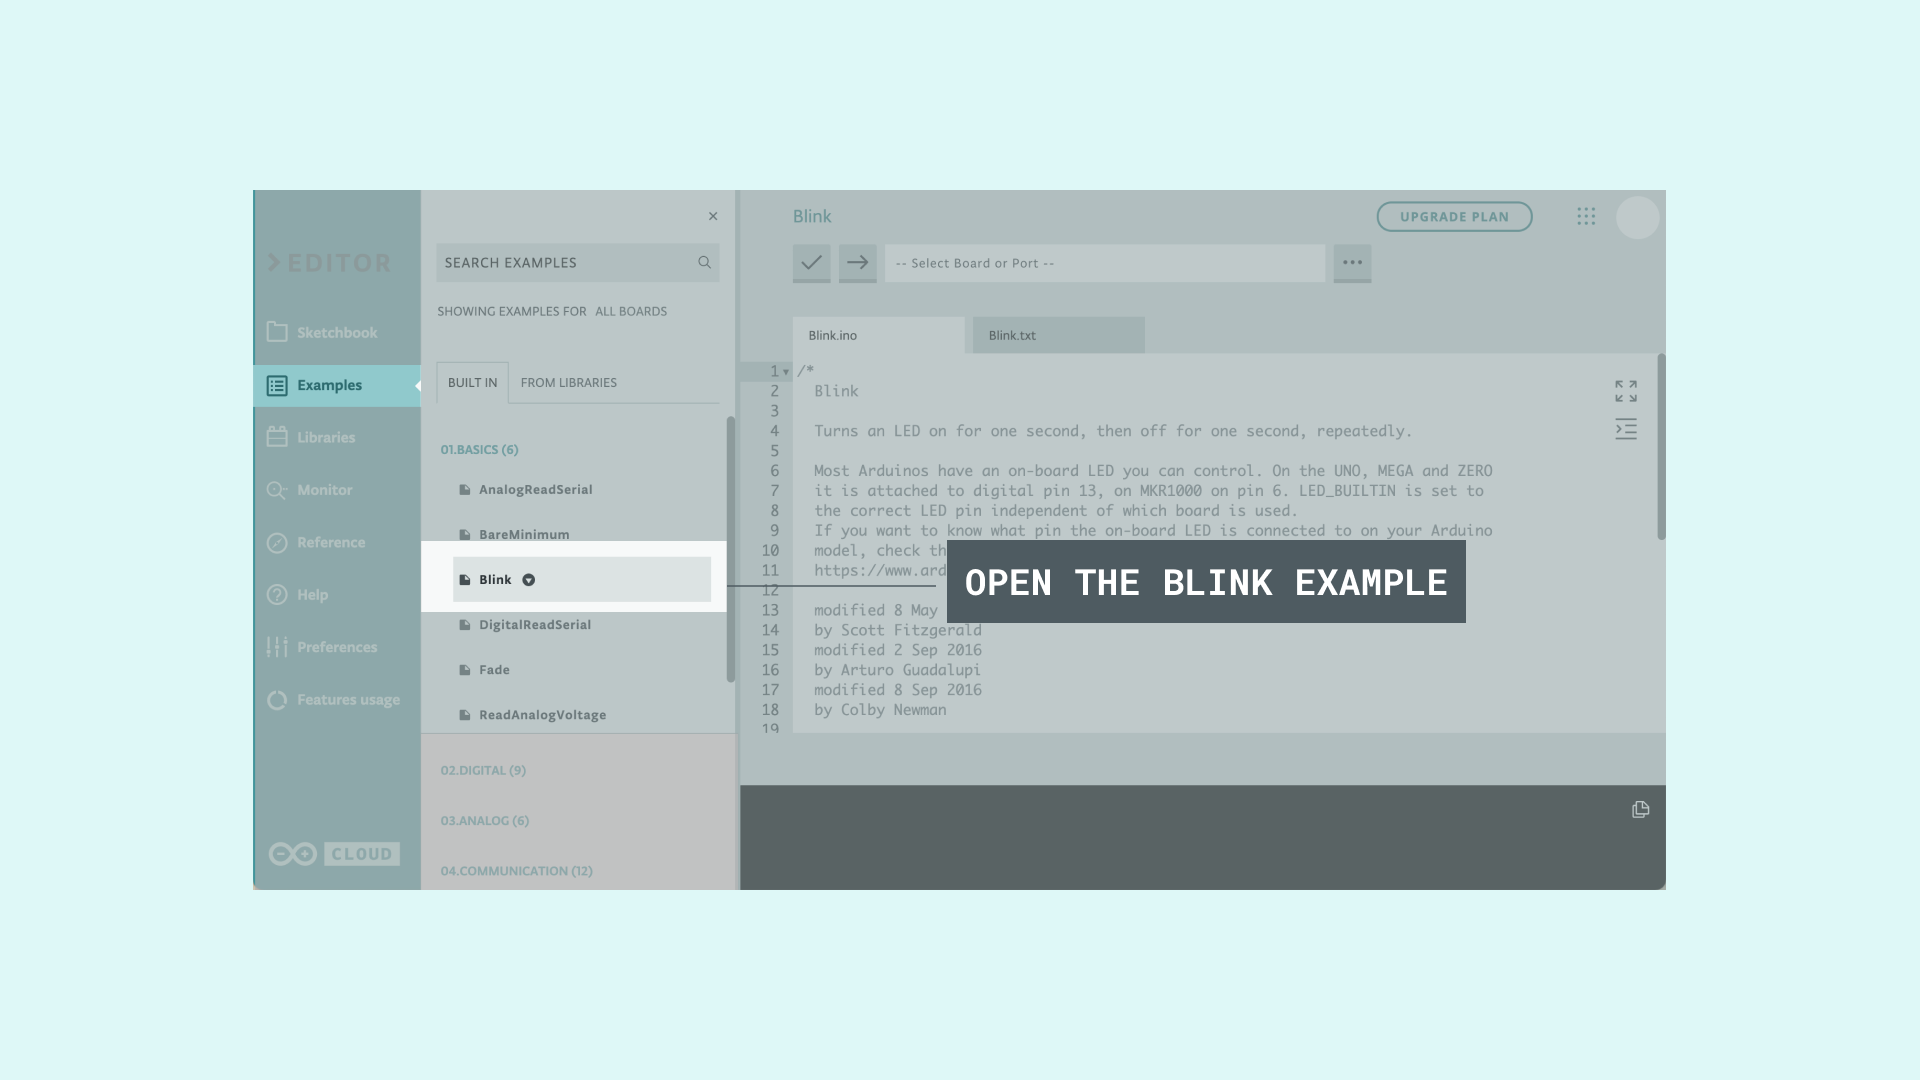 EDITOR
Sketchbook
Examples
Libraries
Monitor
Reference
Help
Preferences
Features usage
CLOUD
SEARCH EXAMPLES
SHOWING EXAMPLES FOR ALL BOARDS
BUILT IN FROM LIBRARIES
01.BASICS (6)
AnalogReadSerial
BareMinimum
Blink
DigitalReadSerial
Fade
ReadAnalogVoltage
02.DIGITAL (9)
03.ANALOG (6)
04.COMMUNICATION (12)
Blink
UPGRADE PLAN
-- Select Board or Port --
Blink.ino Blink.txt
1 /*
2 Blink
3
4 Turns an LED on for one second, then off for one second, repeatedly.
5
6 Most Arduinos have an on-board LED you can control. On the UNO, MEGA and ZERO
7 it is attached to digital pin 13, on MKR1000 on pin 6. LED_BUILTIN is set to
8 the correct LED pin independent of which board is used.
9 If you want to know what pin the on-board LED is connected to on your Arduino
10 model, check th
11 https://www.ard
12
13 modified 8 May
14 by Scott Fitzgerald
15 modified 2 Sep 2016
16 by Arturo Guadalupi
17 modified 8 Sep 2016
18 by Colby Newman
19
OPEN THE BLINK EXAMPLE